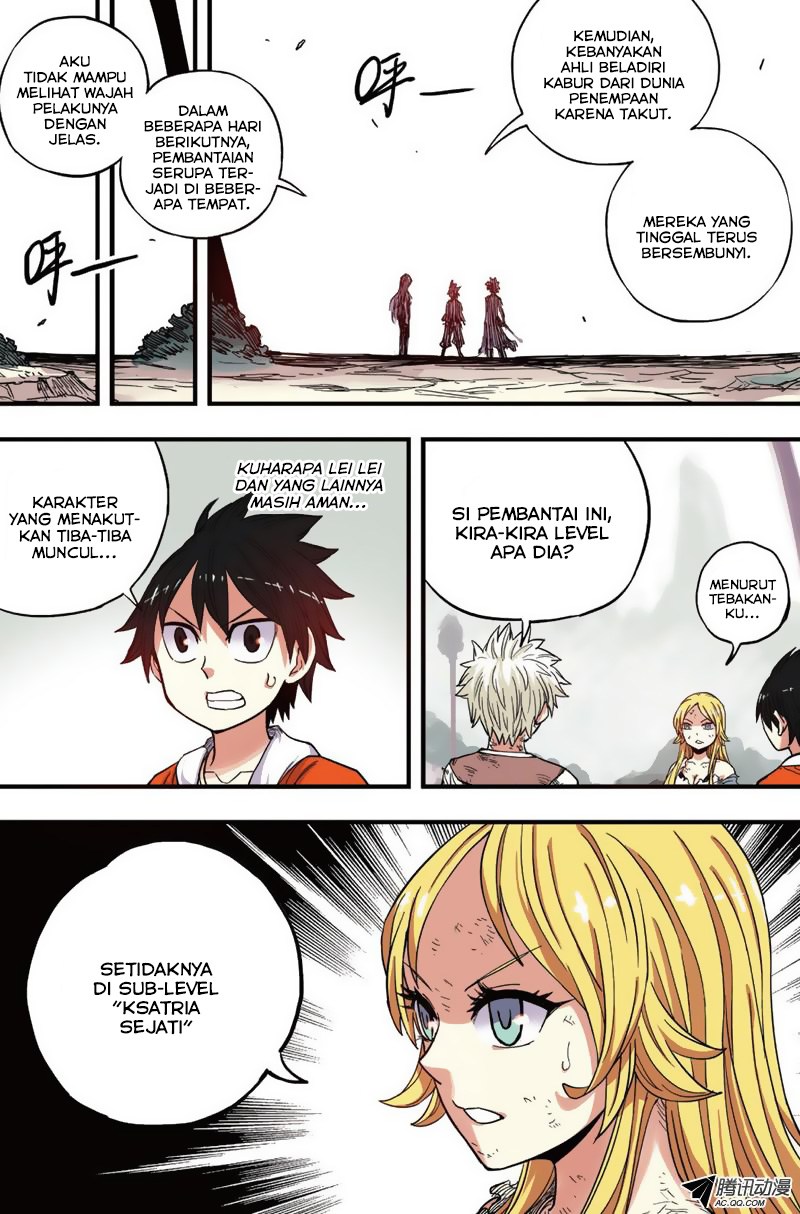 AKU
TIDAK MAMPU
MELIHAT WAJAH
PELAKUNYA
DENGAN
JELAS.
DALAM
BEBERAPA HARI
BERIKUTNYA,
PEMBANTAIAN
SERUPA TER-
JADI DI BEBER-
APA TEMPAT.
KEMUDIAN,
KEBANYAKAN
AHLI BELADIRI
KABUR DARI DUNIA
PENEMPAAN
KARENA TAKUT.
MEREKA YANG
TINGGAL TERUS
BERSEMBUNYI.
呼—
呼—
KARAKTER
YANG MENAKUT-
KAN TIBA-TIBA
MUNCUL...
KUHARAPA LEI LEI
DAN YANG LAINNYA
MASIH AMAN...
SI PEMBANTAI INI,
KIRA-KIRA LEVEL
APA DIA?
MENURUT
TEBAKAN-
KU...
SETIDAKNYA
DI SUB-LEVEL
"KSATRIA
SEJATI"
腾讯动漫
AC.QQ.COM